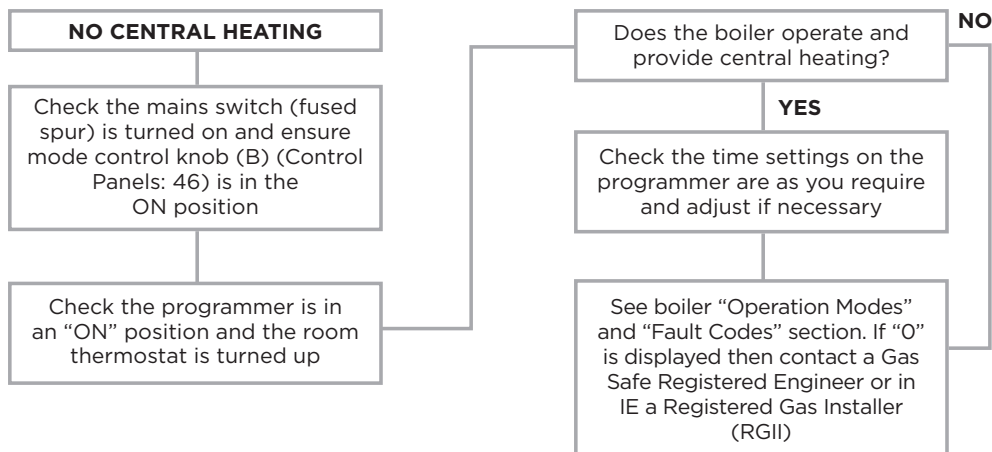 NO CENTRAL HEATING
Check the mains switch (fused
spur) is turned on and ensure
mode control knob (B) (Control
Panels: 46) is in the
ON position
Check the programmer is in
an “ON” position and the room
thermostat is turned up
Does the boiler operate and
provide central heating?
NO
YES
Check the time settings on the
programmer are as you require
and adjust if necessary
See boiler “Operation Modes”
and “Fault Codes” section. If “0”
is displayed then contact a Gas
Safe Registered Engineer or in
IE a Registered Gas Installer
(RGII)